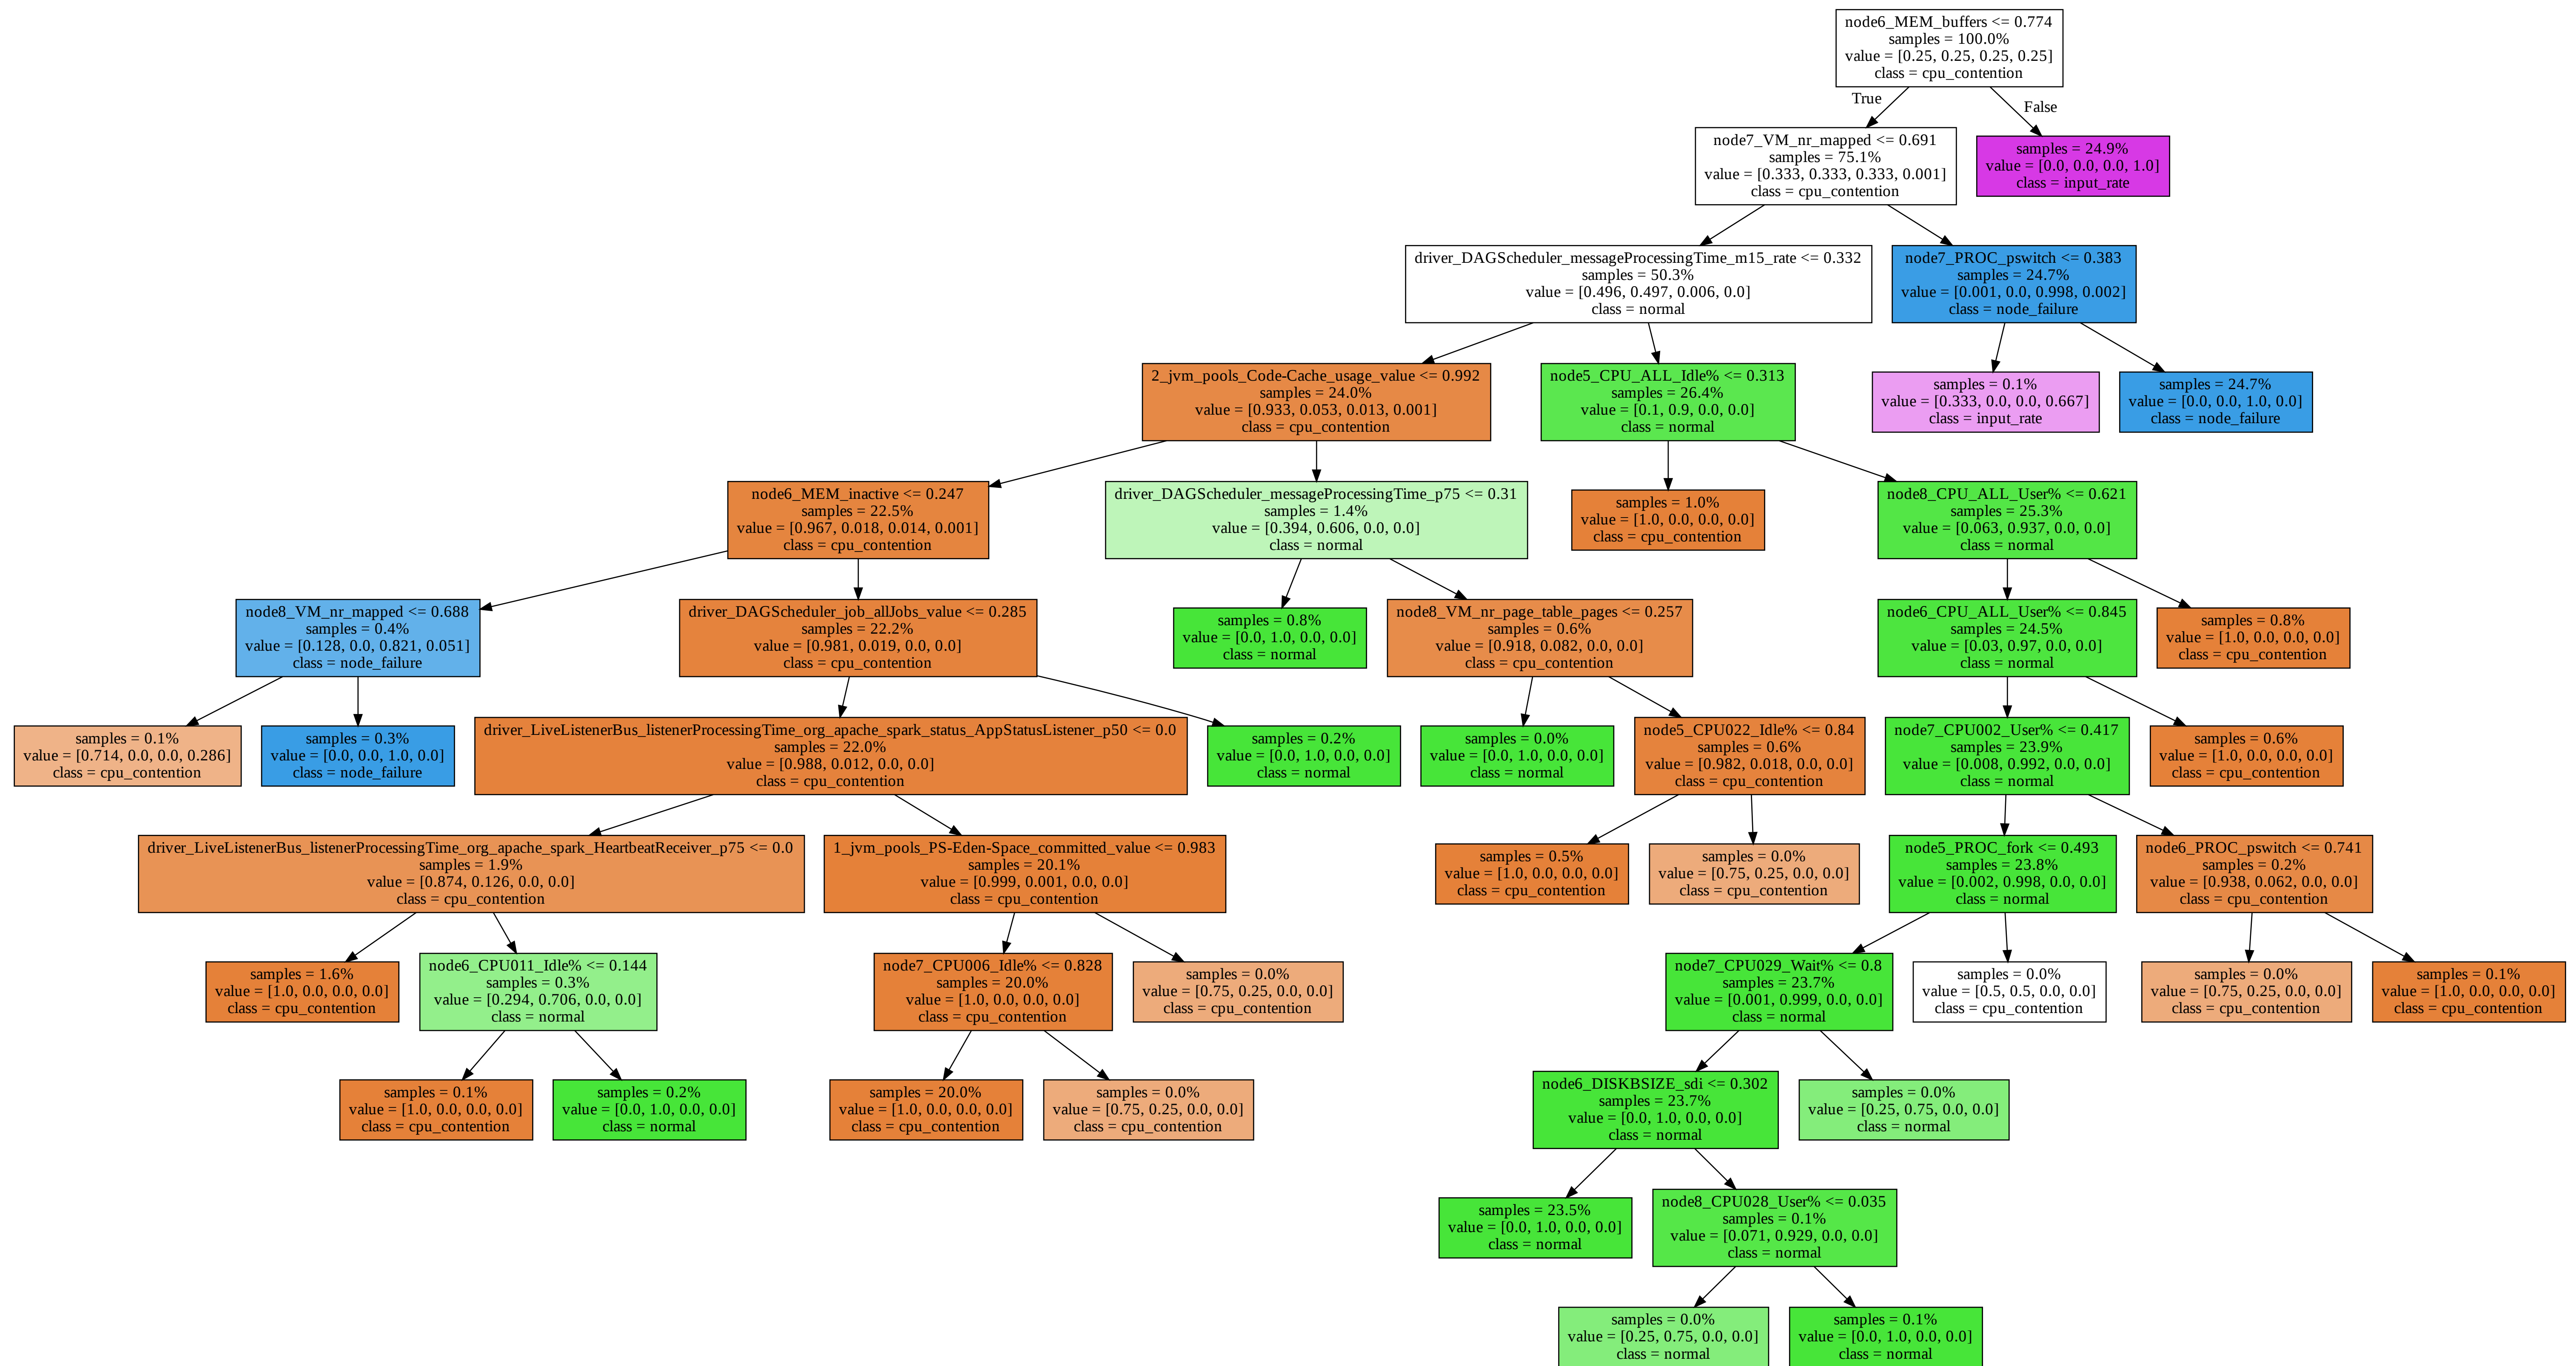 node6_MEM_buffers <= 0.774
samples = 100.0%
value = [0.25, 0.25, 0.25, 0.25]
class = cpu_contention
True
False
node7_VM_nr_mapped <= 0.691
samples = 75.1%
value = [0.333, 0.333, 0.333, 0.001]
class = cpu_contention
samples = 24.9%
value = [0.0, 0.0, 0.0, 1.0]
class = input_rate
driver_DAGScheduler_messageProcessingTime_m15_rate <= 0.332
samples = 50.3%
value = [0.496, 0.497, 0.006, 0.0]
class = normal
node7_PROC_pswitch <= 0.383
samples = 24.7%
value = [0.001, 0.0, 0.998, 0.002]
class = node_failure
2_jvm_pools_Code-Cache_usage_value <= 0.992
samples = 24.0%
value = [0.933, 0.053, 0.013, 0.001]
class = cpu_contention
node5_CPU_ALL_Idle% <= 0.313
samples = 26.4%
value = [0.1, 0.9, 0.0, 0.0]
class = normal
samples = 0.1%
value = [0.333, 0.0, 0.0, 0.667]
class = input_rate
samples = 24.7%
value = [0.0, 0.0, 1.0, 0.0]
class = node_failure
node6_MEM_inactive <= 0.247
samples = 22.5%
value = [0.967, 0.018, 0.014, 0.001]
class = cpu_contention
driver_DAGScheduler_messageProcessingTime_p75 <= 0.31
samples = 1.4%
value = [0.394, 0.606, 0.0, 0.0]
class = normal
samples = 1.0%
value = [1.0, 0.0, 0.0, 0.0]
class = cpu_contention
node8_CPU_ALL_User% <= 0.621
samples = 25.3%
value = [0.063, 0.937, 0.0, 0.0]
class = normal
node8_VM_nr_mapped <= 0.688
samples = 0.4%
value = [0.128, 0.0, 0.821, 0.051]
class = node_failure
driver_DAGScheduler_job_allJobs_value <= 0.285
samples = 22.2%
value = [0.981, 0.019, 0.0, 0.0]
class = cpu_contention
samples = 0.8%
value = [0.0, 1.0, 0.0, 0.0]
class = normal
node8_VM_nr_page_table_pages <= 0.257
samples = 0.6%
value = [0.918, 0.082, 0.0, 0.0]
class = cpu_contention
node6_CPU_ALL_User% <= 0.845
samples = 24.5%
value = [0.03, 0.97, 0.0, 0.0]
class = normal
samples = 0.8%
value = [1.0, 0.0, 0.0, 0.0]
class = cpu_contention
samples = 0.1%
value = [0.714, 0.0, 0.0, 0.286]
class = cpu_contention
samples = 0.3%
value = [0.0, 0.0, 1.0, 0.0]
class = node_failure
driver_LiveListenerBus_listenerProcessingTime_org_apache_spark_status_AppStatusListener_p50 <= 0.0
samples = 22.0%
value = [0.988, 0.012, 0.0, 0.0]
class = cpu_contention
samples = 0.2%
value = [0.0, 1.0, 0.0, 0.0]
class = normal
samples = 0.0%
value = [0.0, 1.0, 0.0, 0.0]
class = normal
node5_CPU022_Idle% <= 0.84
samples = 0.6%
value = [0.982, 0.018, 0.0, 0.0]
class = cpu_contention
node7_CPU002_User% <= 0.417
samples = 23.9%
value = [0.008, 0.992, 0.0, 0.0]
class = normal
samples = 0.6%
value = [1.0, 0.0, 0.0, 0.0]
class = cpu_contention
driver_LiveListenerBus_listenerProcessingTime_org_apache_spark_HeartbeatReceiver_p75 <= 0.0
samples = 1.9%
value = [0.874, 0.126, 0.0, 0.0]
class = cpu_contention
1_jvm_pools_PS-Eden-Space_committed_value <= 0.983
samples = 20.1%
value = [0.999, 0.001, 0.0, 0.0]
class = cpu_contention
samples = 0.5%
value = [1.0, 0.0, 0.0, 0.0]
class = cpu_contention
samples = 0.0%
value = [0.75, 0.25, 0.0, 0.0]
class = cpu_contention
node5_PROC_fork <= 0.493
samples = 23.8%
value = [0.002, 0.998, 0.0, 0.0]
class = normal
node6_PROC_pswitch <= 0.741
samples = 0.2%
value = [0.938, 0.062, 0.0, 0.0]
class = cpu_contention
samples = 1.6%
value = [1.0, 0.0, 0.0, 0.0]
class = cpu_contention
node6_CPU011_Idle% <= 0.144
samples = 0.3%
value = [0.294, 0.706, 0.0, 0.0]
class = normal
node7_CPU006_Idle% <= 0.828
samples = 20.0%
value = [1.0, 0.0, 0.0, 0.0]
class = cpu_contention
samples = 0.0%
value = [0.75, 0.25, 0.0, 0.0]
class = cpu_contention
node7_CPU029_Wait% <= 0.8
samples = 23.7%
value = [0.001, 0.999, 0.0, 0.0]
class = normal
samples = 0.0%
value = [0.5, 0.5, 0.0, 0.0]
class = cpu_contention
samples = 0.0%
value = [0.75, 0.25, 0.0, 0.0]
class = cpu_contention
samples = 0.1%
value = [1.0, 0.0, 0.0, 0.0]
class = cpu_contention
samples = 0.1%
value = [1.0, 0.0, 0.0, 0.0]
class = cpu_contention
samples = 0.2%
value = [0.0, 1.0, 0.0, 0.0]
class = normal
samples = 20.0%
value = [1.0, 0.0, 0.0, 0.0]
class = cpu_contention
samples = 0.0%
value = [0.75, 0.25, 0.0, 0.0]
class = cpu_contention
node6_DISKBSIZE_sdi <= 0.302
samples = 23.7%
value = [0.0, 1.0, 0.0, 0.0]
class = normal
samples = 0.0%
value = [0.25, 0.75, 0.0, 0.0]
class = normal
samples = 23.5%
value = [0.0, 1.0, 0.0, 0.0]
class = normal
node8_CPU028_User% <= 0.035
samples = 0.1%
value = [0.071, 0.929, 0.0, 0.0]
class = normal
samples = 0.0%
value = [0.25, 0.75, 0.0, 0.0]
class = normal
samples = 0.1%
value = [0.0, 1.0, 0.0, 0.0]
class = normal